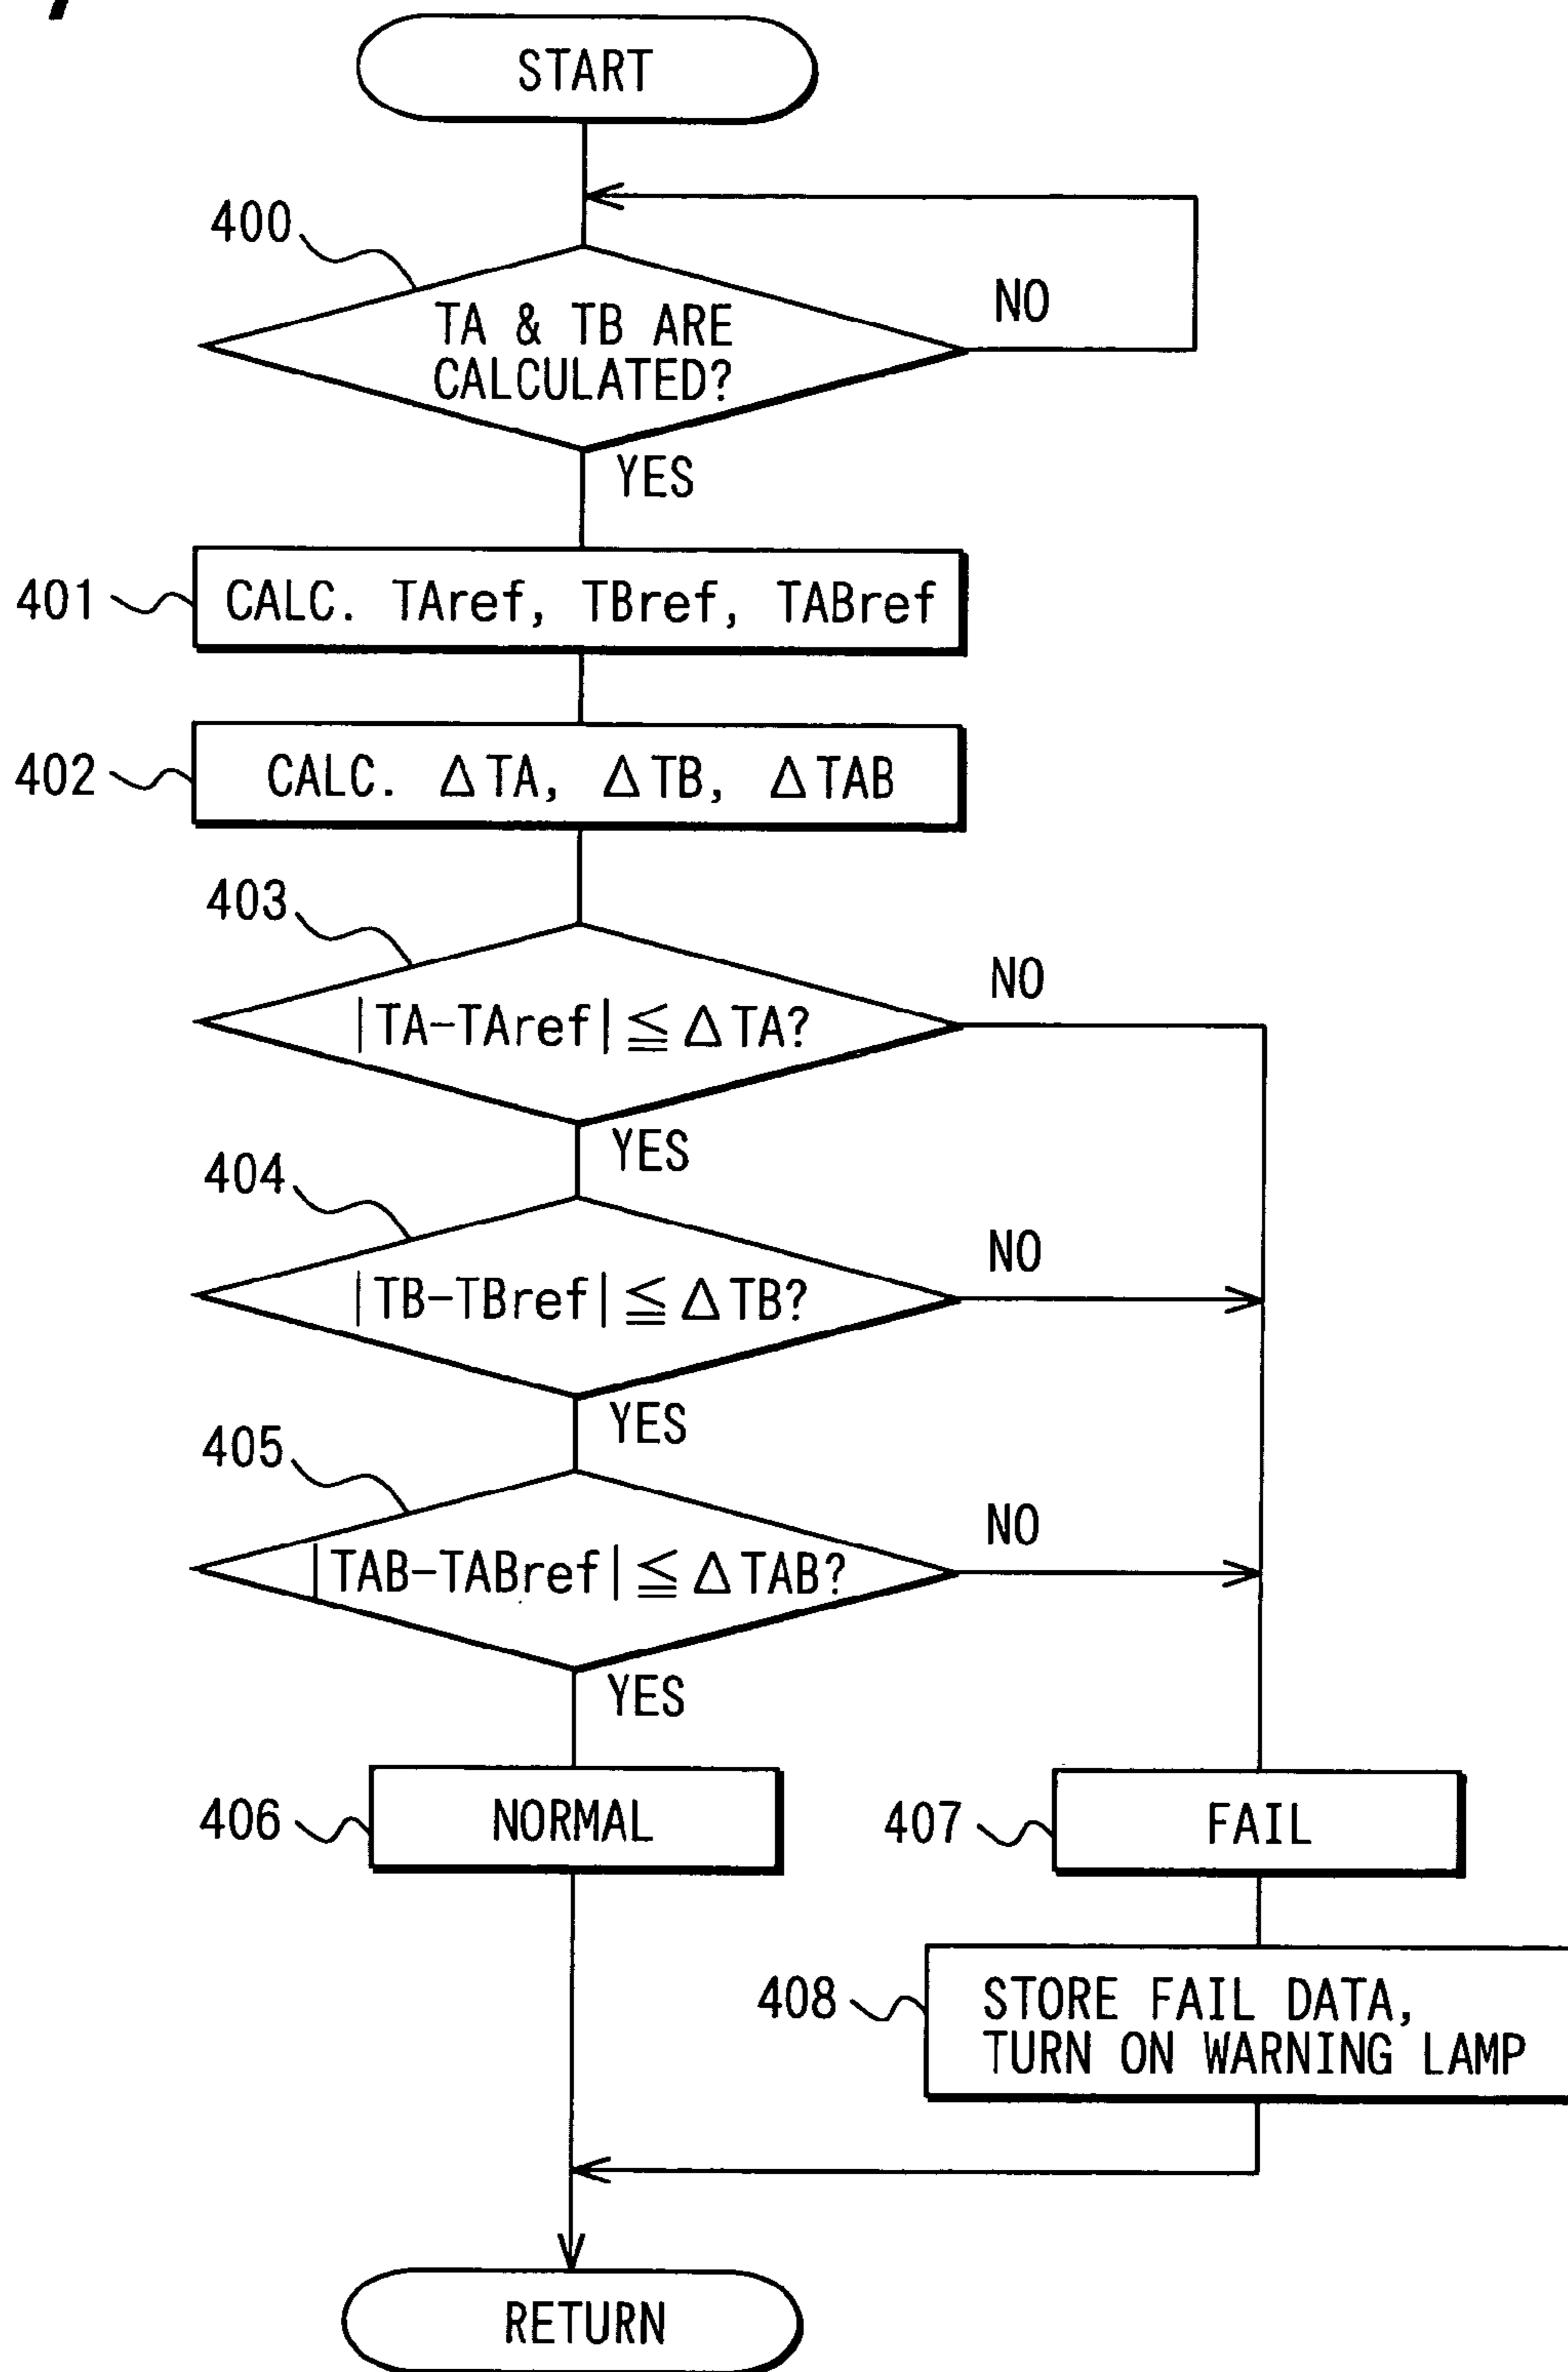 START
400
NO
TA & TB ARE
CALCULATED?
YES
401
CALC. TAref, TBref, TABref
402
CALC. ΔTA, ΔTB, ΔTAB
403
NO
|TA-TAref|≦ΔTA?
YES
404
NO
|TB-TBref|≦ΔTB?
YES
405
NO
|TAB-TABref|≦ΔTAB?
YES
406
NORMAL
407
FAIL
408
STORE FAIL DATA,
TURN ON WARNING LAMP
RETURN